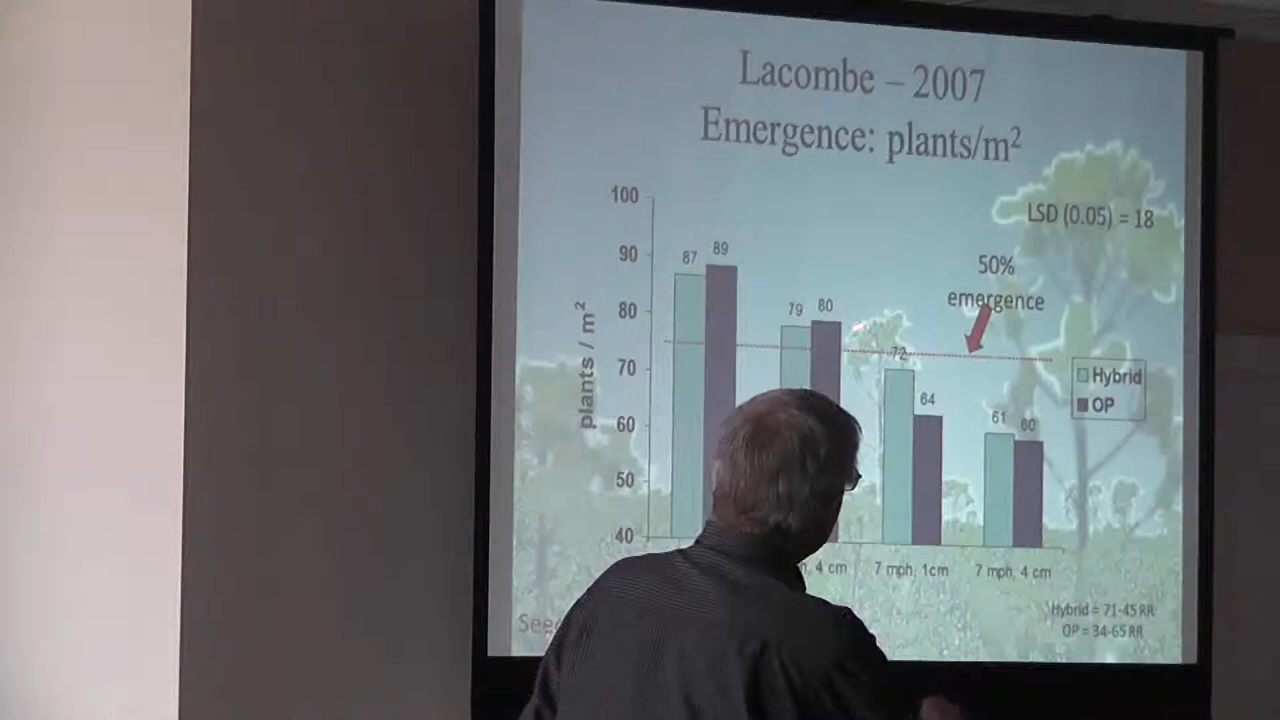 Lacombe – 2007
Emergence: plants/m²
LSD (0.05) = 18
50%
emergence
plants / m²
100
90
80
70
60
50
40
87
89
79
80
72
64
61
60
Hybrid
OP
4 cm
7 mph, 1cm
7 mph, 4 cm
Hybrid = 71-45 RR
OP = 34-65 RR